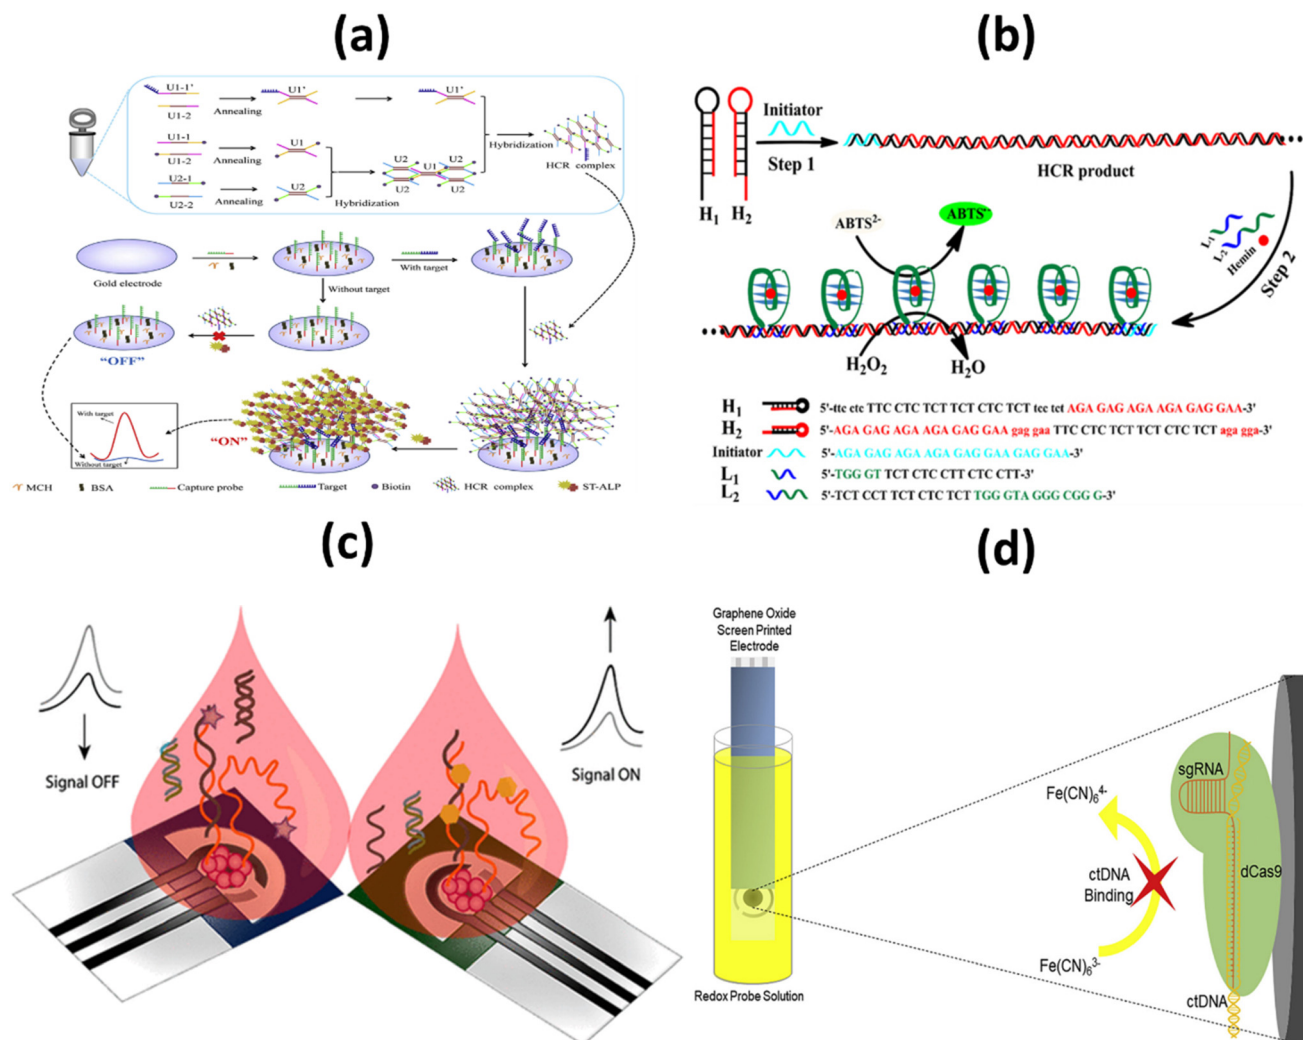 (a)
U1-1'
U1-2
Annealing
U1'
U1'
U1-1
U1-2
Annealing
U1
U2-1
U2-2
Annealing
U2
Hybridization
U2
U1
U2
U2
U2
Hybridization
HCR complex
Gold electrode
With target
Without target
"OFF"
"ON"
With target
Without target
MCH
BSA
Capture probe
Target
Biotin
HCR complex
ST-ALP
(b)
H1
H2
Initiator
Step 1
HCR product
ABTS2-
ABTS•-
L1
L2
Hemin
Step 2
H2O2
H2O
H1 5'-ttc ctc TTC CTC TCT TCT CTC TCT tcc tct AGA GAG AGA AGA GAG GAA-3'
H2 5'-AGA GAG AGA AGA GAG GAA gag gaa TTC CTC TCT TCT CTC TCT aga gga-3'
Initiator 5'-AGA GAG AGA AGA GAG GAA GAG GAA-3'
L1 5'-TGG GT TCT CTC CTT CTC CTT-3'
L2 5'-TCT CCT TCT CTC TCT TGG GTA GGG CGG G-3'
(c)
Signal OFF
Signal ON
(d)
Graphene Oxide
Screen Printed
Electrode
Redox Probe Solution
Fe(CN)64-
ctDNA
Binding
Fe(CN)63-
sgRNA
dCas9
ctDNA